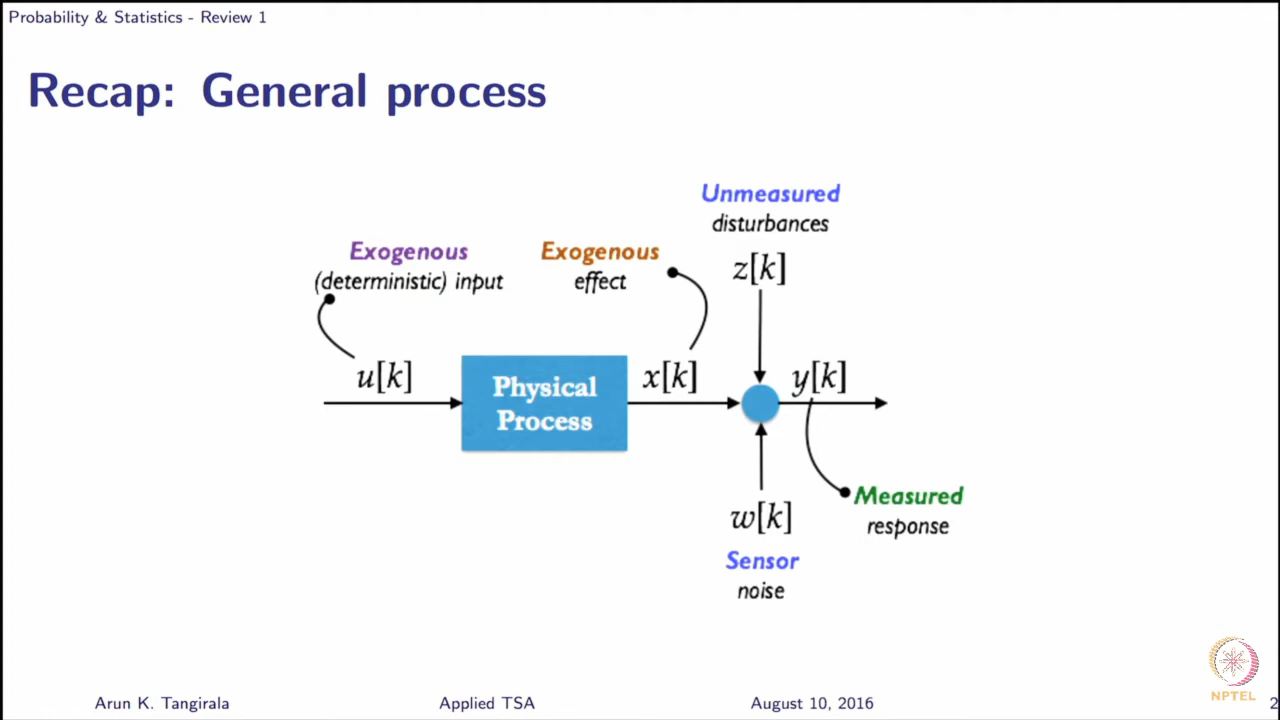 Probability & Statistics - Review 1
Recap: General process
Unmeasured
disturbances
z[k]
Exogenous
(deterministic) input
Exogenous
effect
u[k]
Physical
Process
x[k]
y[k]
Measured
response
w[k]
Sensor
noise
NPTEL
Arun K. Tangirala Applied TSA August 10, 2016 2